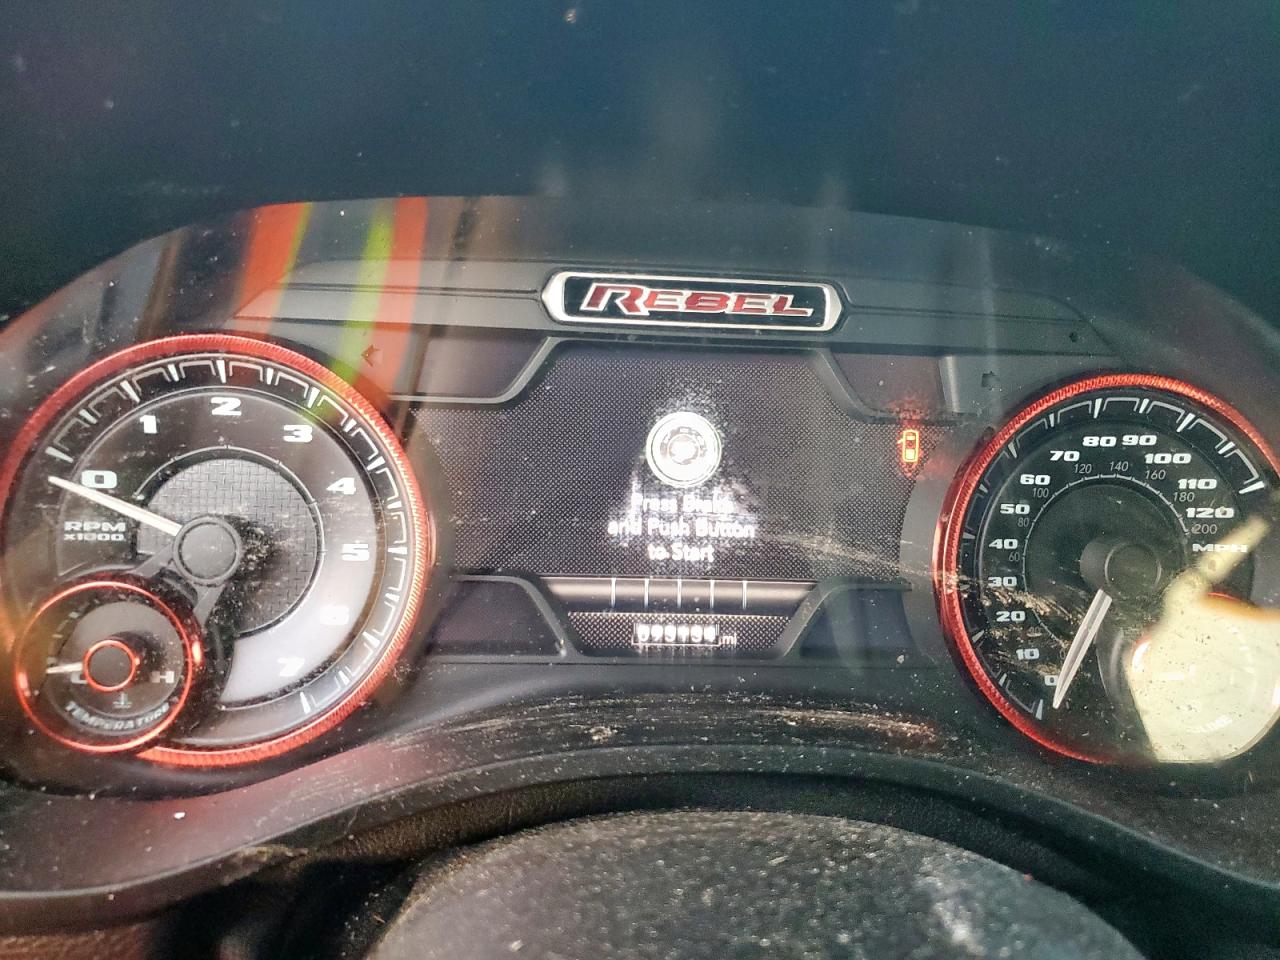 REBEL
0 1 2 3 4 5 6 7
RPM
x1000
H
TEMPERATURE
Press Brake
and Push Button
to Start
mi
0 10 20 30 40 50 60 70 80 90 100 110 120
60 80 100 120 140 160 180 200
MPH